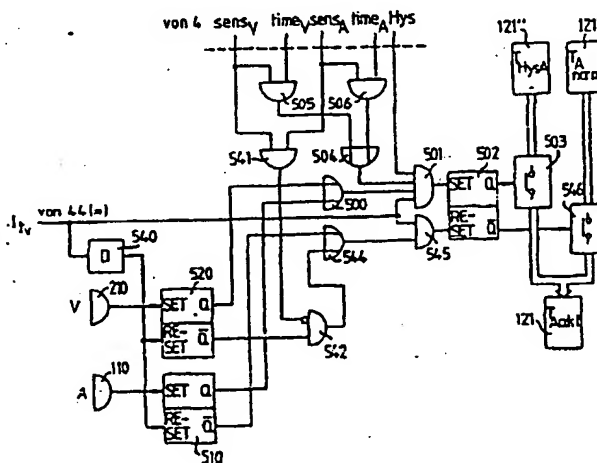 von 4 sensV timeV sensA timeA Hys
121''
THysA
121
TA
505
506
541
504
501
502
SET Q
RE-SET Q̄
503
546
von 44(=)
500
544
545
540
D
210
V
520
SET Q
RE-SET Q̄
542
121
TAakt
110
A
SET Q
RE-SET Q̄
510